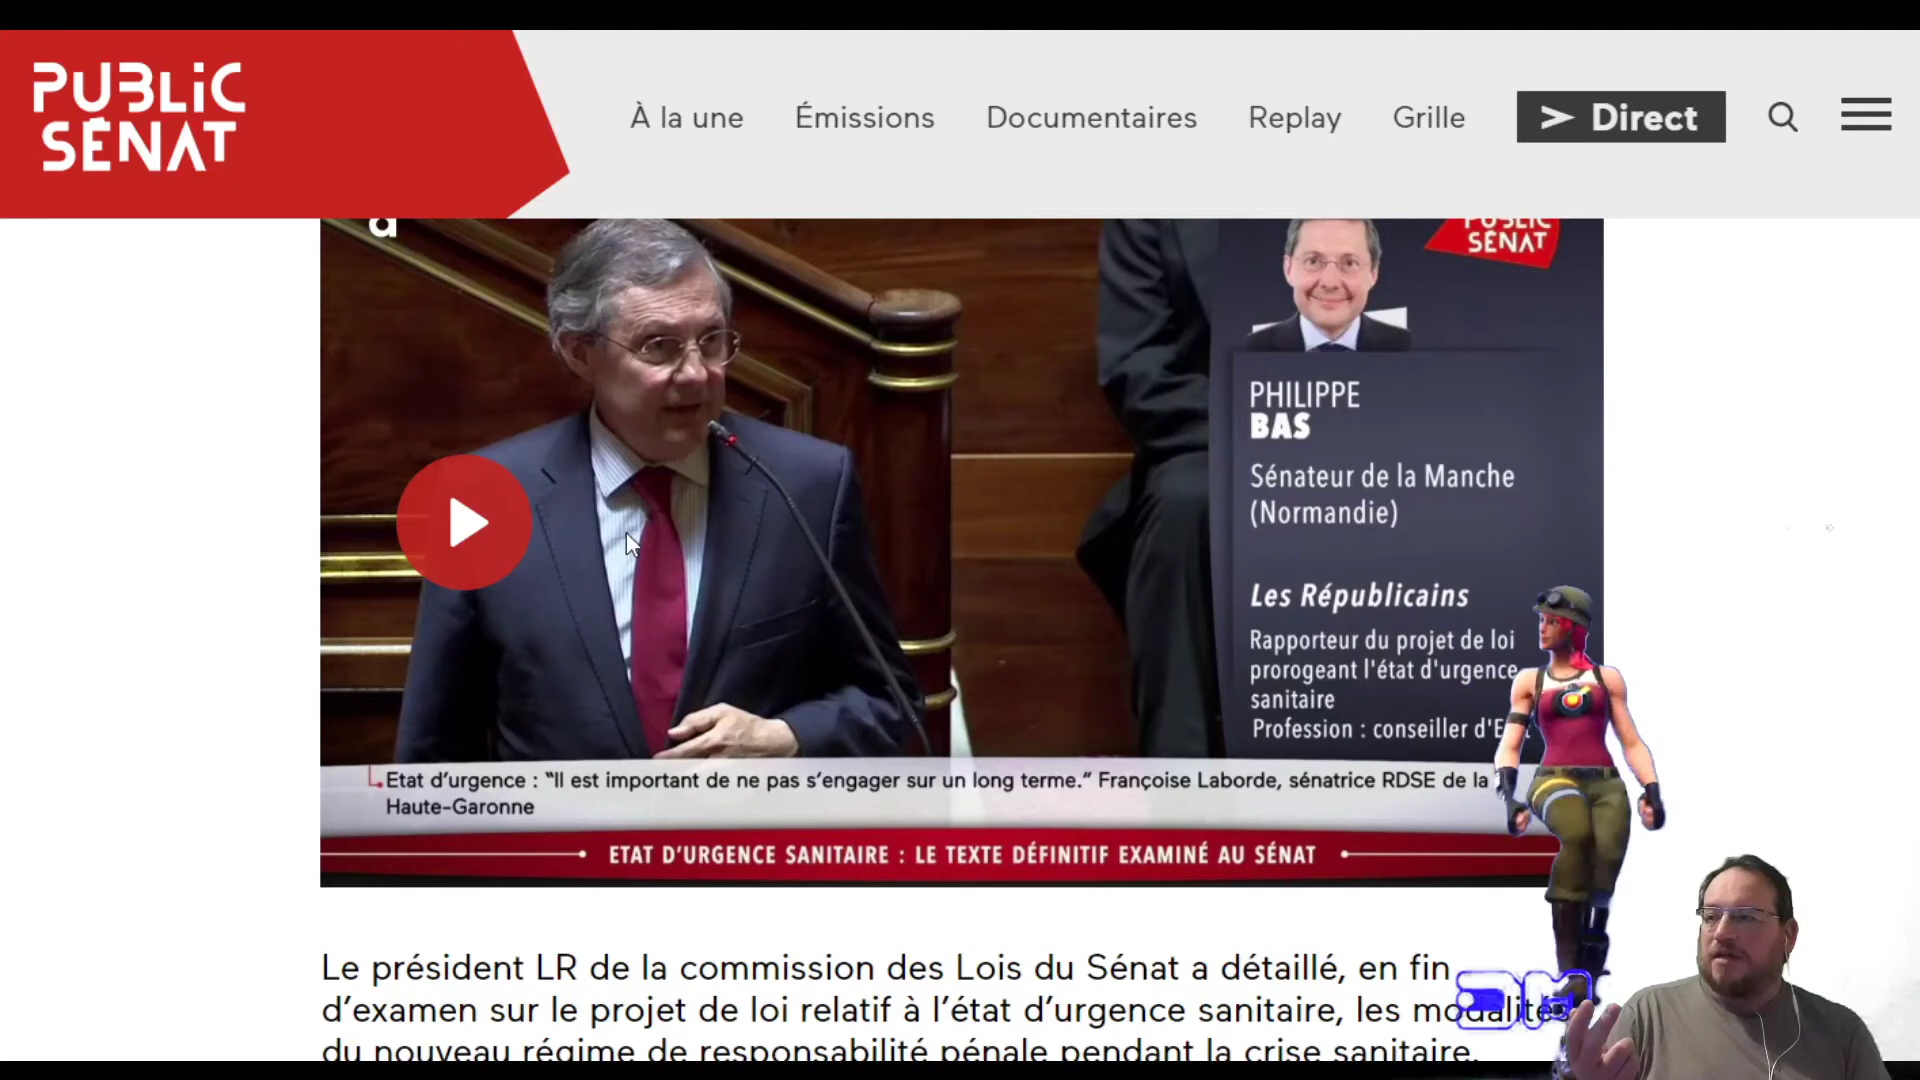 PUBLIC
SÉNAT
À la une
Émissions
Documentaires
Replay
Grille
Direct
PUBLIC
SÉNAT
PHILIPPE
BAS
Sénateur de la Manche
(Normandie)
Les Républicains
Rapporteur du projet de loi
prorogeant l'état d'urgence
sanitaire
Profession : conseiller d'E
Etat d'urgence : “Il est important de ne pas s'engager sur un long terme.” Françoise Laborde, sénatrice RDSE de la
Haute-Garonne
ETAT D'URGENCE SANITAIRE : LE TEXTE DÉFINITIF EXAMINÉ AU SÉNAT
Le président LR de la commission des Lois du Sénat a détaillé, en fin
d'examen sur le projet de loi relatif à l'état d'urgence sanitaire, les modalités
du nouveau régime de responsabilité pénale pendant la crise sanitaire.